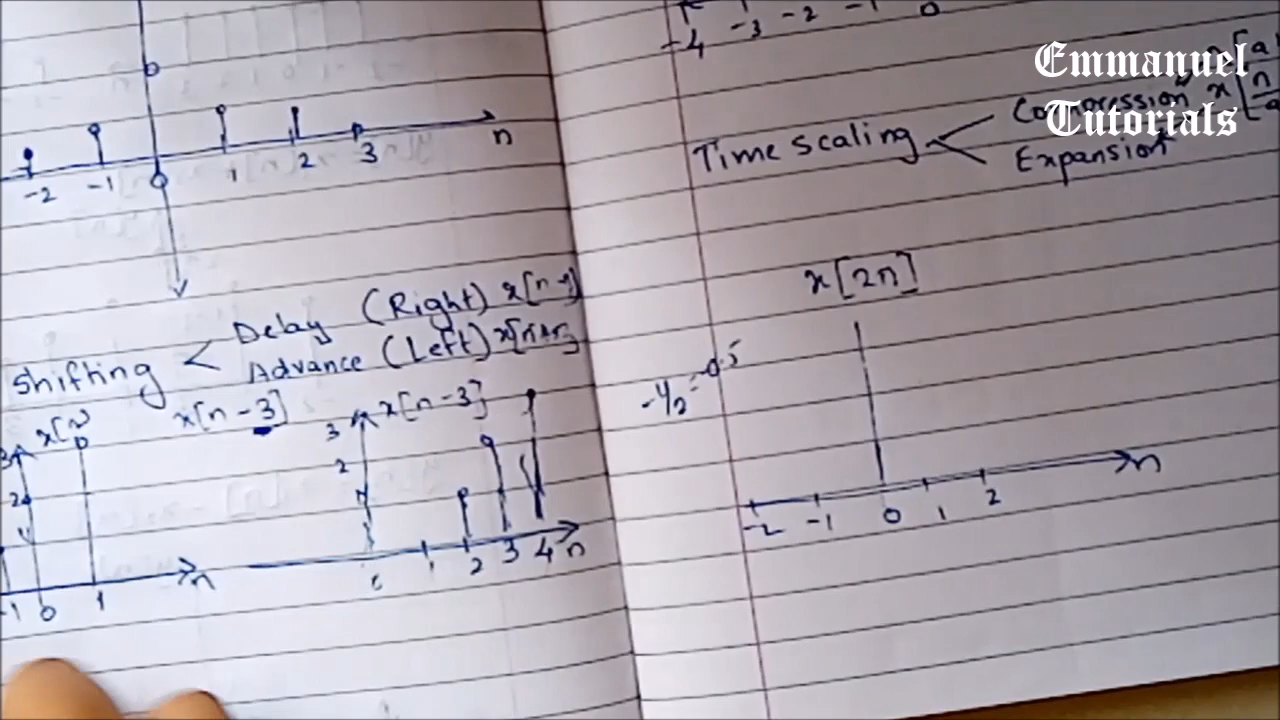 -2 -1 0 1 2 3 n
Shifting < Delay (Right) x[n-
Advance (Left)
x[n-3]
x[n-3]
3
2
1 2 3 4 n
x[n]
2
-1 0 1 n
-4 -3 -2 -1 0
Emmanuel
Tutorials
Time scaling < Compression
Expansion
x[2n]
-1/2 = -0.5
-2 -1 0 1 2 n